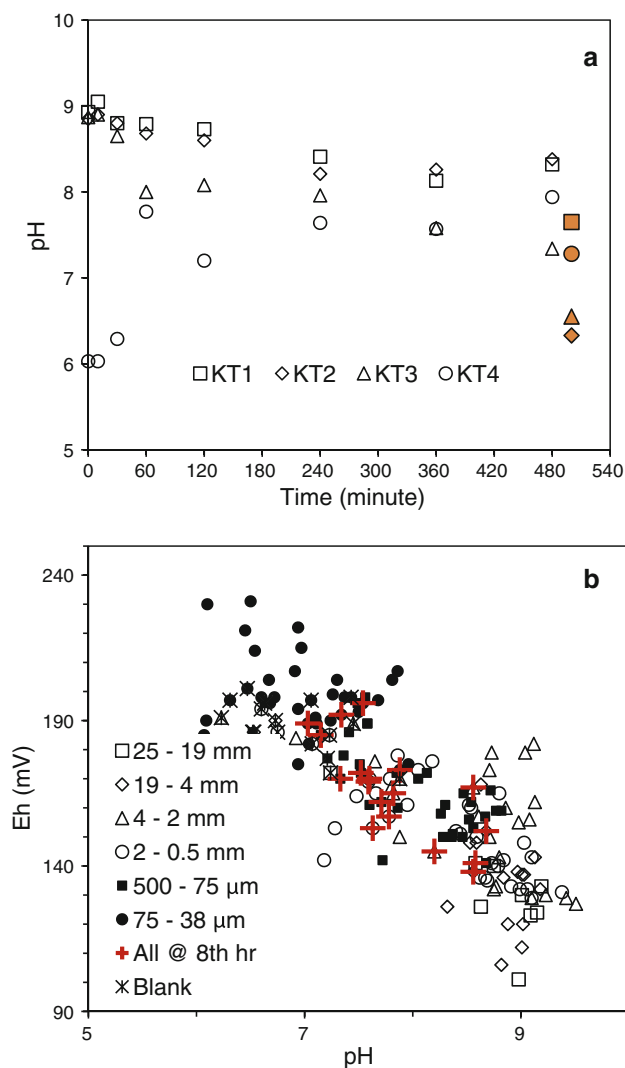 10
a
9
8
pH
7
6
KT1 KT2 KT3 KT4
5
0 60 120 180 240 300 360 420 480 540
Time (minute)
b
240
190
25 - 19 mm
19 - 4 mm
4 - 2 mm
Eh (mV)
2 - 0.5 mm
140
500 - 75 µm
75 - 38 µm
All @ 8th hr
Blank
90
5 7 9
pH